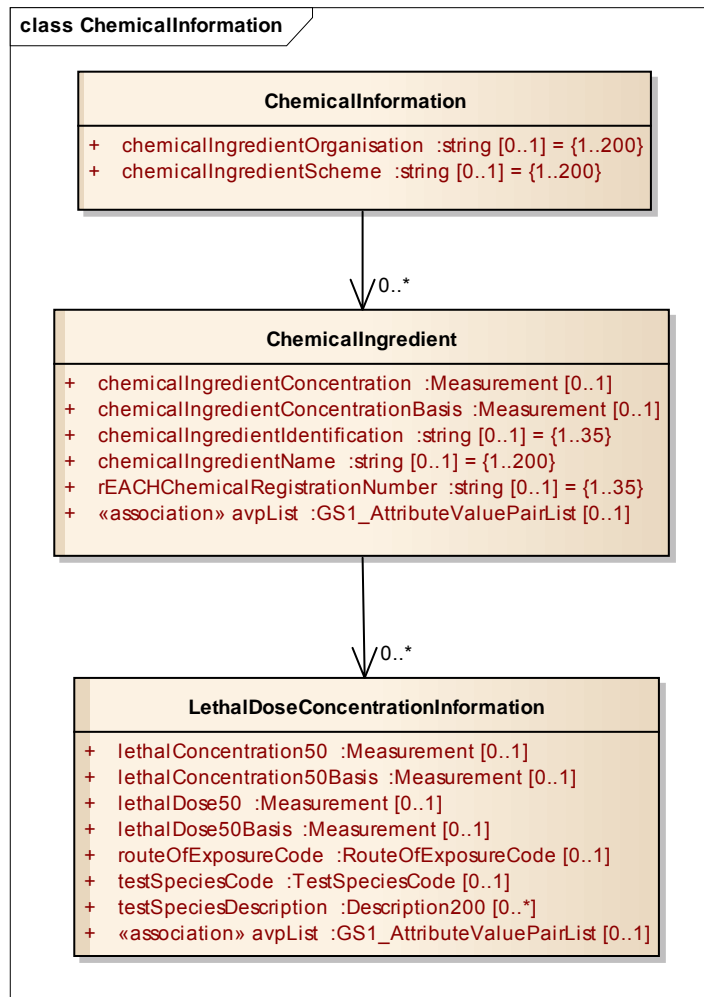 class ChemicalInformation
ChemicalInformation
+ chemicalIngredientOrganisation :string [0..1] = {1..200}
+ chemicalIngredientScheme :string [0..1] = {1..200}
0..*
ChemicalIngredient
+ chemicalIngredientConcentration :Measurement [0..1]
+ chemicalIngredientConcentrationBasis :Measurement [0..1]
+ chemicalIngredientIdentification :string [0..1] = {1..35}
+ chemicalIngredientName :string [0..1] = {1..200}
+ rEACHChemicalRegistrationNumber :string [0..1] = {1..35}
+ «association» avpList :GS1_AttributeValuePairList [0..1]
0..*
LethalDoseConcentrationInformation
+ lethalConcentration50 :Measurement [0..1]
+ lethalConcentration50Basis :Measurement [0..1]
+ lethalDose50 :Measurement [0..1]
+ lethalDose50Basis :Measurement [0..1]
+ routeOfExposureCode :RouteOfExposureCode [0..1]
+ testSpeciesCode :TestSpeciesCode [0..1]
+ testSpeciesDescription :Description200 [0..*]
+ «association» avpList :GS1_AttributeValuePairList [0..1]